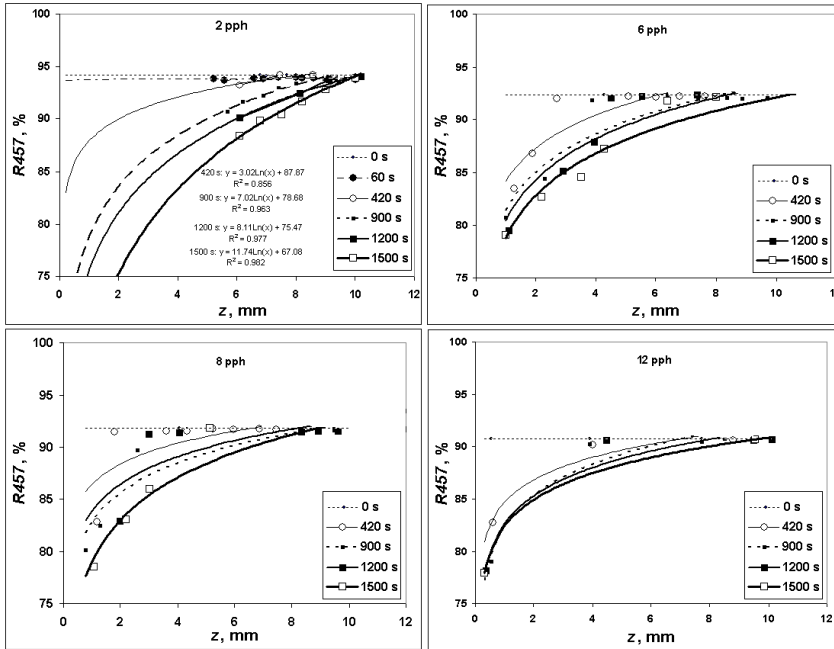 2 pph
R457, %
100
95
90
85
80
75
420 s: y = 3.02Ln(x) + 87.87
R² = 0.856
900 s: y = 7.02Ln(x) + 78.68
R² = 0.963
1200 s: y = 8.11Ln(x) + 75.47
R² = 0.977
1500 s: y = 11.74Ln(x) + 67.08
R² = 0.982
0 s
60 s
420 s
900 s
1200 s
1500 s
0 2 4 6 8 10 12
z, mm
6 pph
R457, %
100
95
90
85
80
75
0 s
420 s
900 s
1200 s
1500 s
0 2 4 6 8 10 12
z, mm
8 pph
R457, %
100
95
90
85
80
75
0 s
420 s
900 s
1200 s
1500 s
0 2 4 6 8 10 12
z, mm
12 pph
R457, %
100
95
90
85
80
75
0 s
420 s
900 s
1200 s
1500 s
0 2 4 6 8 10 12
z, mm